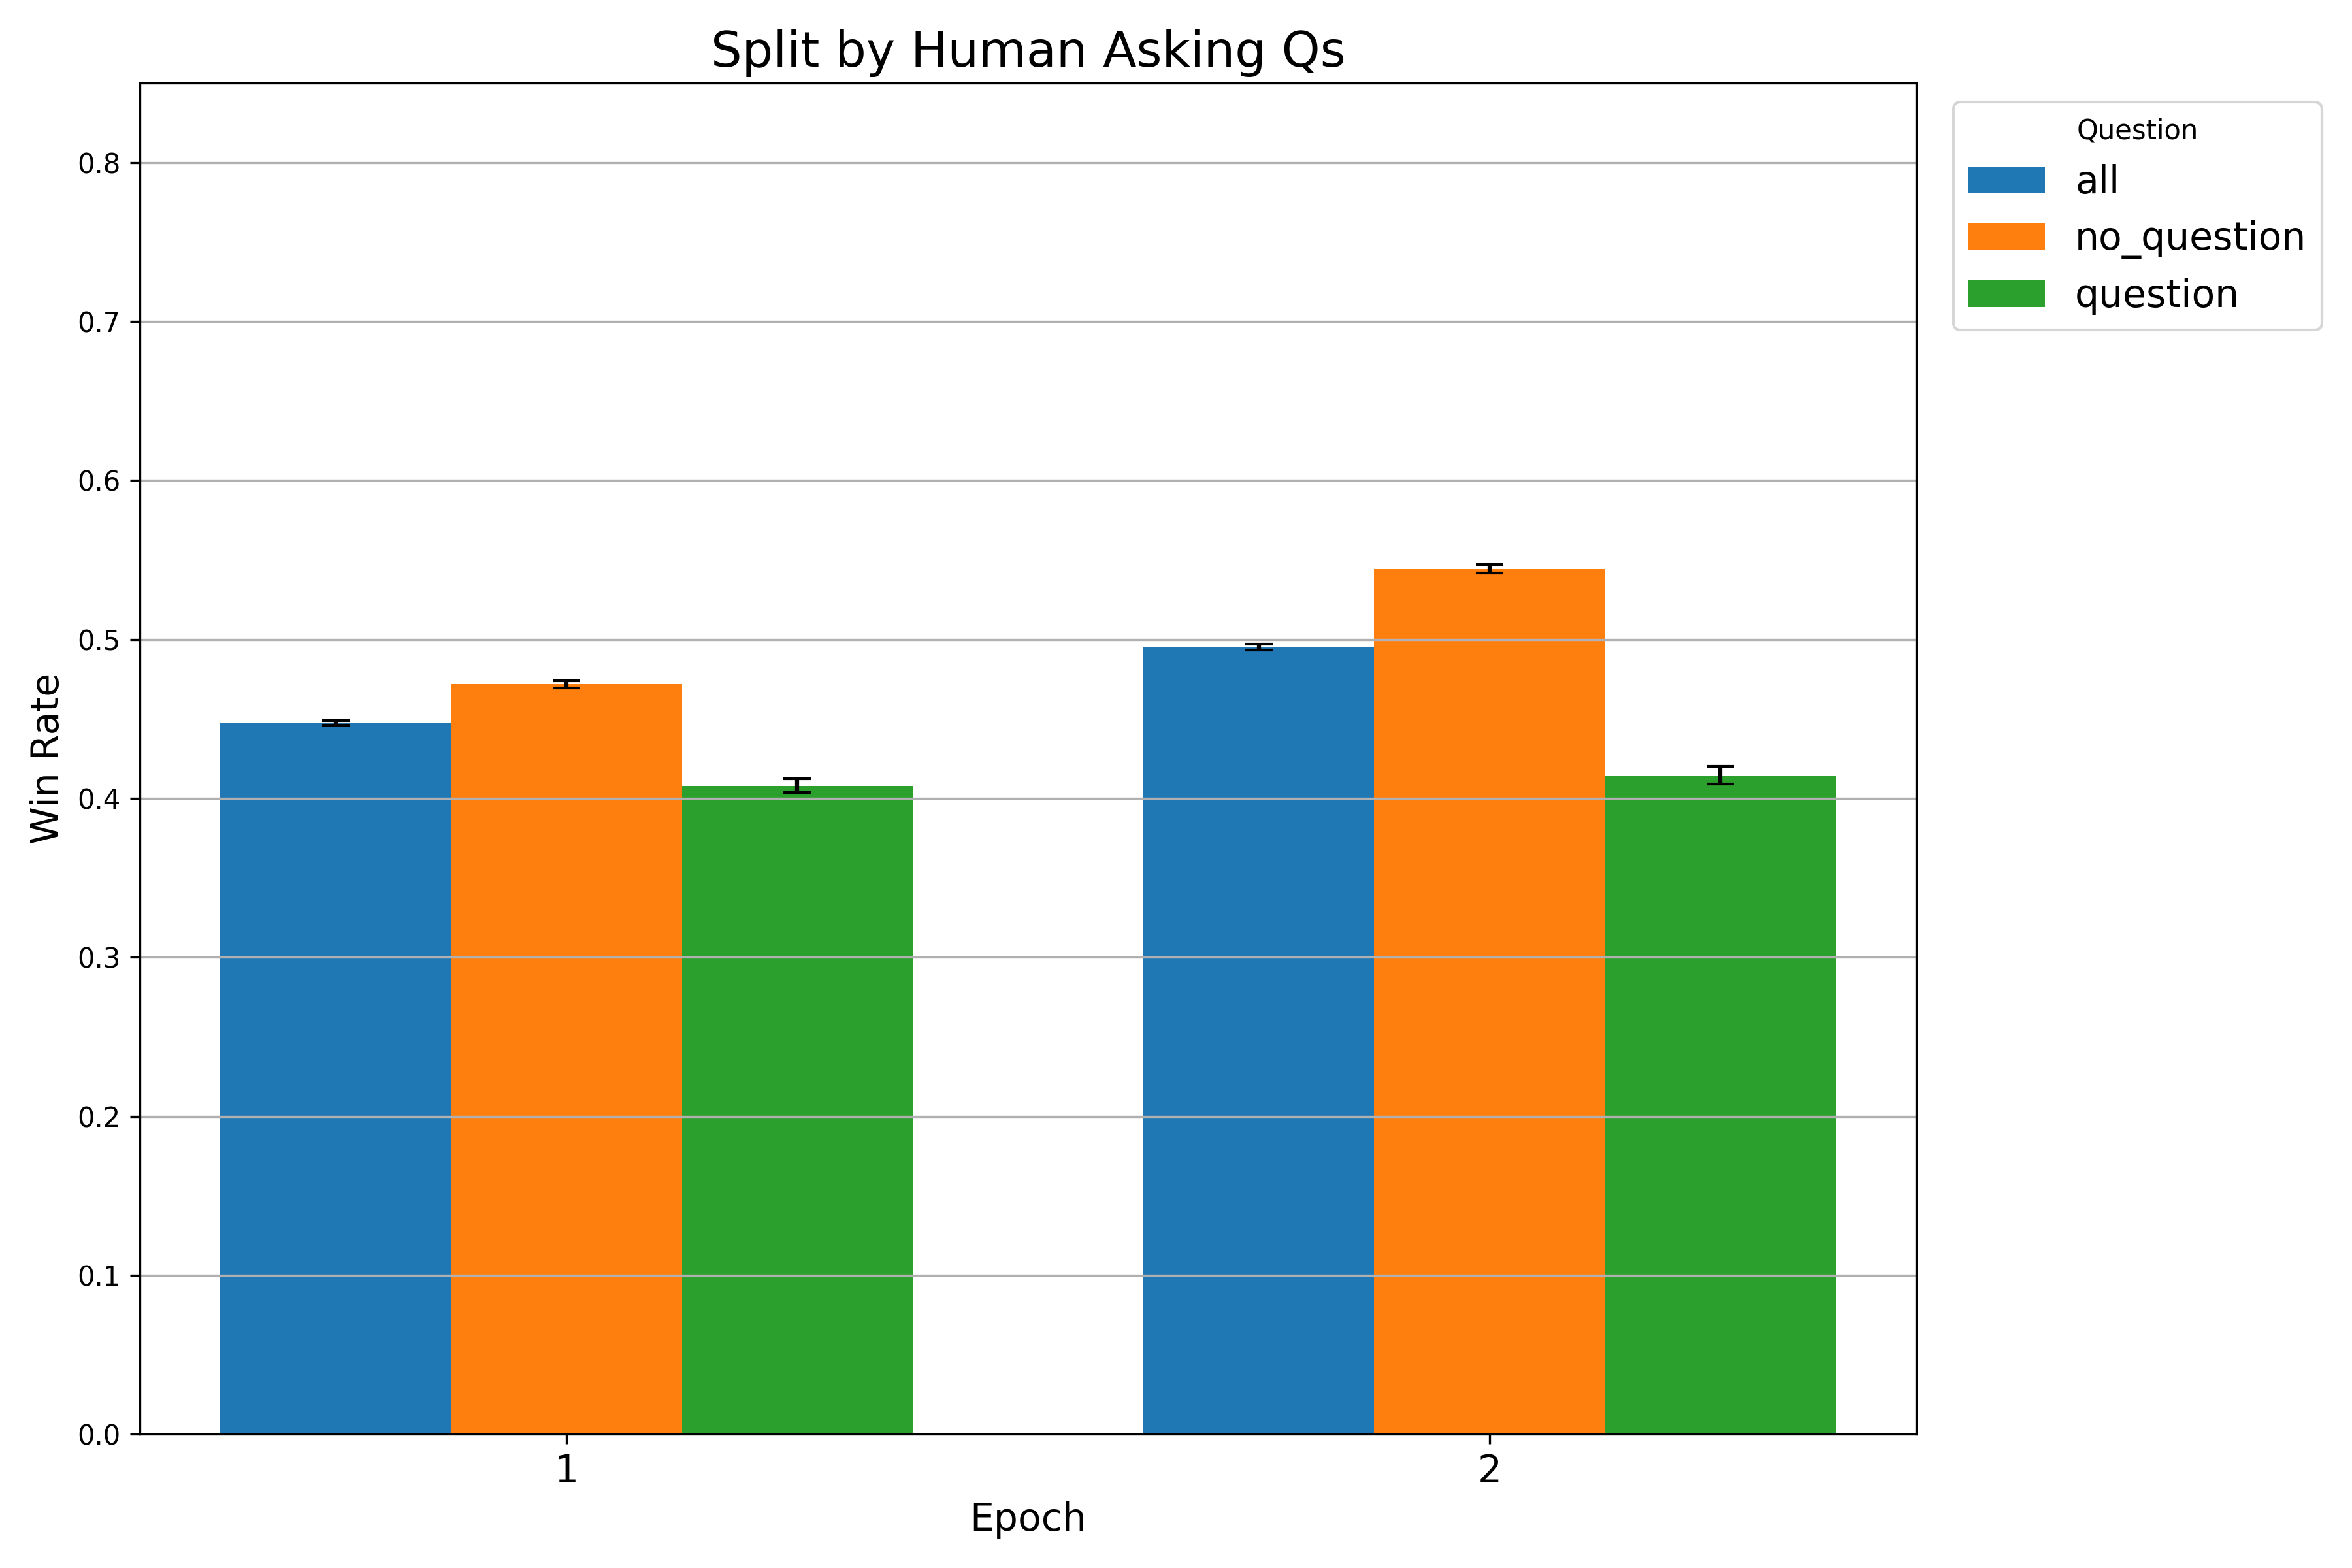 Split by Human Asking Qs
Question
all
no_question
question
0.8
0.7
0.6
0.5
0.4
0.3
0.2
0.1
0.0
Win Rate
1
2
Epoch